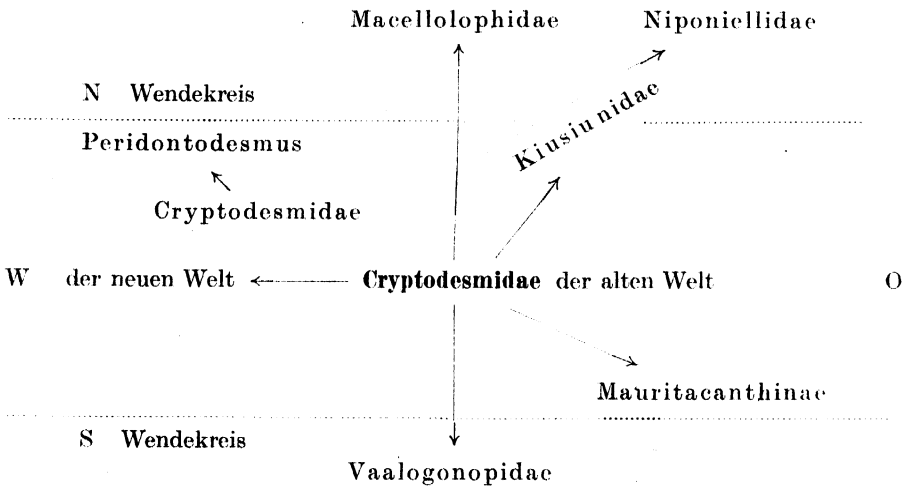 Macellolophidae Niponiellidae
N Wendekreis
Kiusiunidae
Peridontodesmus
Cryptodesmidae
W der neuen Welt Cryptodesmidae der alten Welt O
Mauritacanthinae
S Wendekreis
Vaalogonopidae